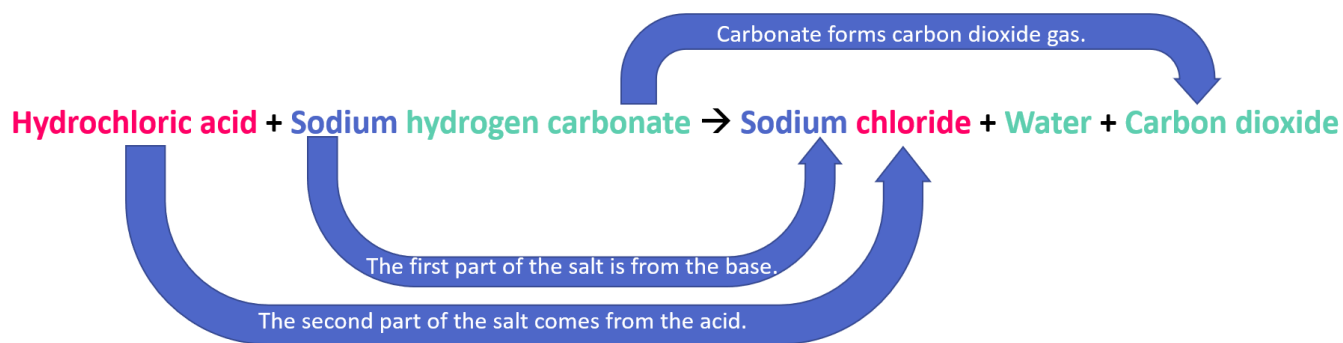 Carbonate forms carbon dioxide gas.
Hydrochloric acid + Sodium hydrogen carbonate → Sodium chloride + Water + Carbon dioxide
The first part of the salt is from the base.
The second part of the salt comes from the acid.